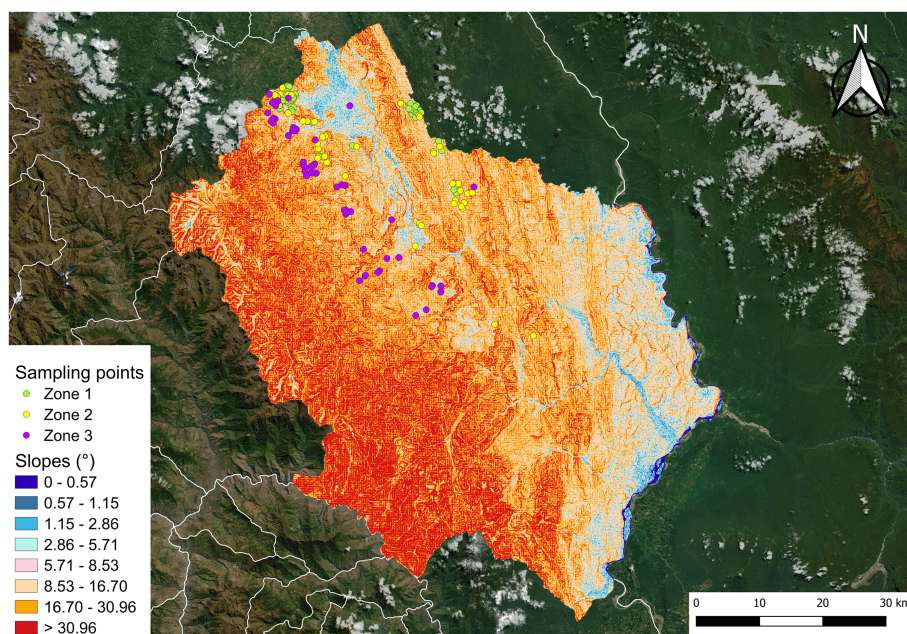 N
Sampling points
Zone 1
Zone 2
Zone 3
Slopes (°)
0 - 0.57
0.57 - 1.15
1.15 - 2.86
2.86 - 5.71
5.71 - 8.53
8.53 - 16.70
16.70 - 30.96
> 30.96
0 10 20 30 km